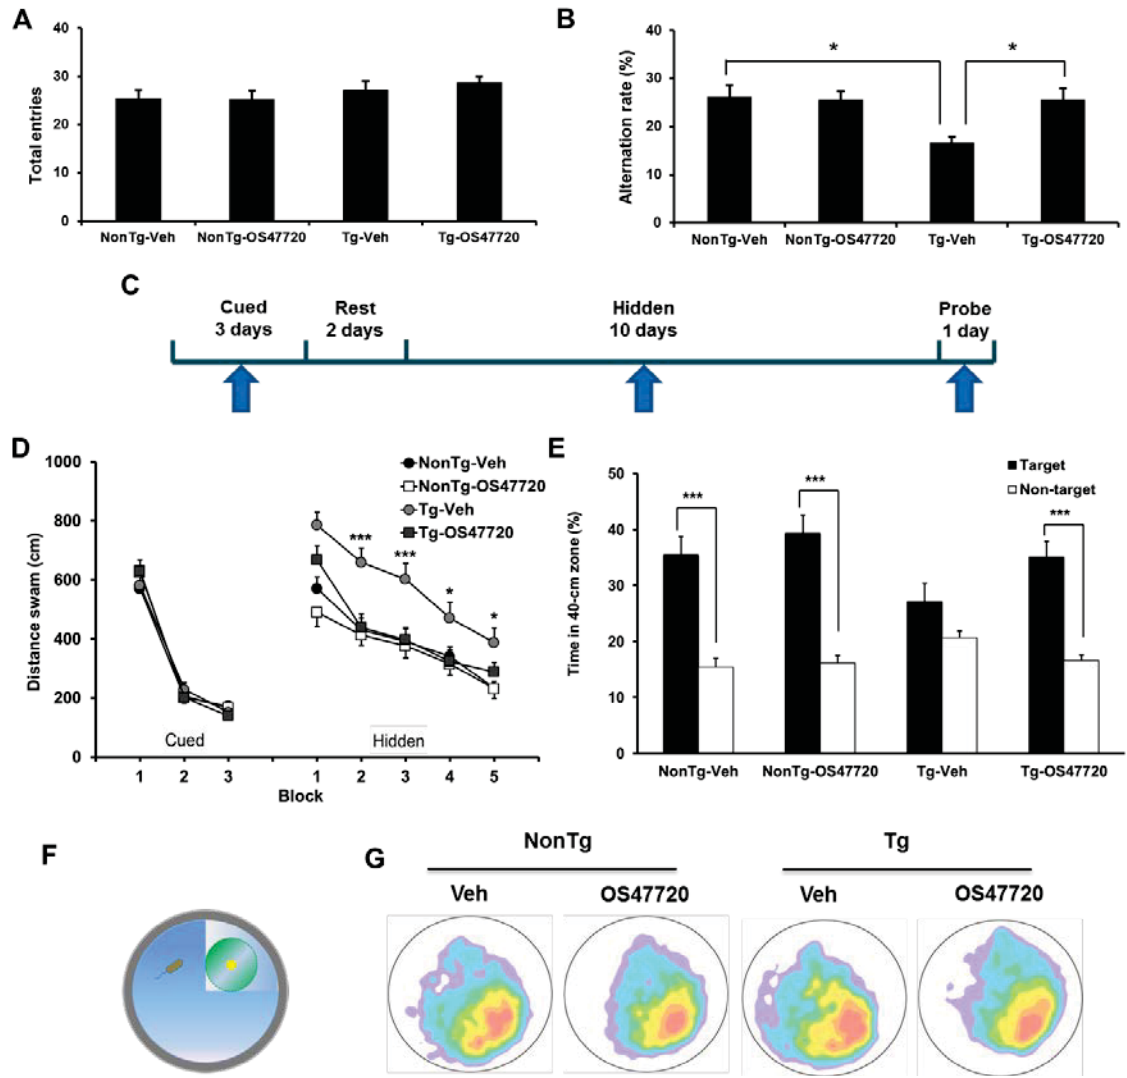 A
40
30
20
10
0
Total entries
NonTg-Veh NonTg-OS47720 Tg-Veh Tg-OS47720
B
40
30
20
10
0
Alternation rate (%)
* *
NonTg-Veh NonTg-OS47720 Tg-Veh Tg-OS47720
C
Cued
3 days
Rest
2 days
Hidden
10 days
Probe
1 day
D
1000
800
600
400
200
0
Distance swam (cm)
NonTg-Veh
NonTg-OS47720
Tg-Veh
Tg-OS47720
*** *** * *
Cued Hidden
1 2 3 1 2 3 4 5
Block
E
50
40
30
20
10
0
Time in 40-cm zone (%)
Target
Non-target
*** *** ***
NonTg-Veh NonTg-OS47720 Tg-Veh Tg-OS47720
F
G
NonTg Tg
Veh OS47720 Veh OS47720